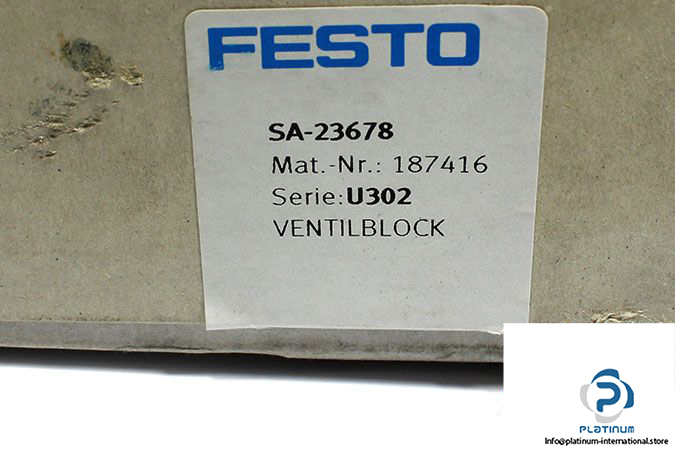 FESTO
SA-23678
Mat.-Nr.: 187416
Serie:U302
VENTILBLOCK
PLATINUM
Info@platinum-international.store